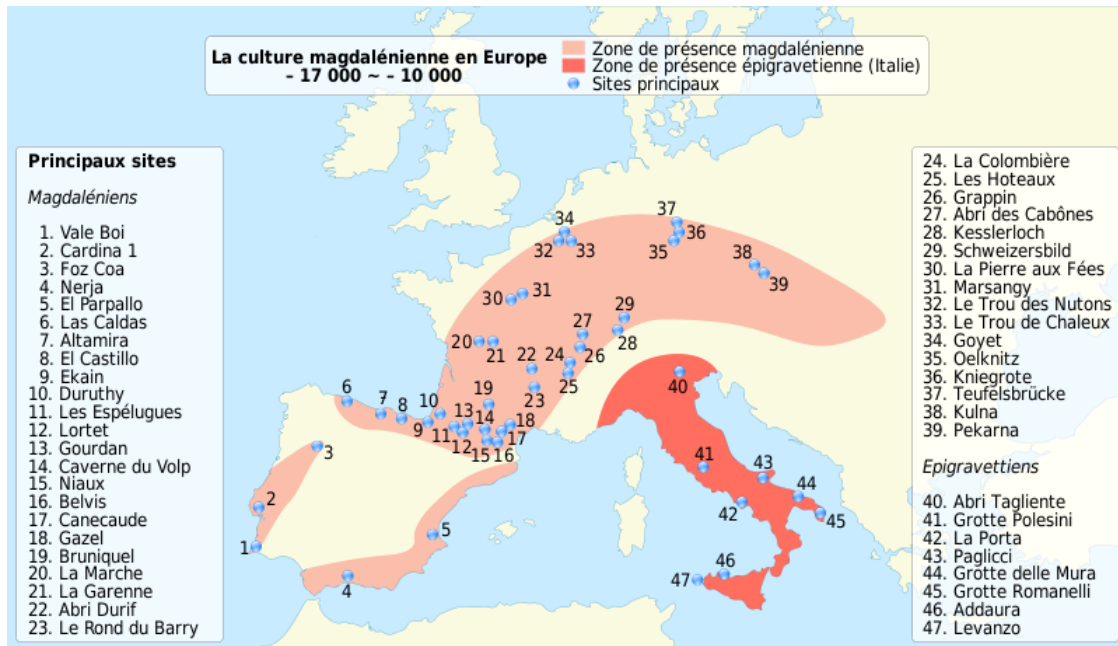 La culture magdalénienne en Europe
– 17 000 ~ – 10 000
Zone de présence magdalénienne
Zone de présence épigravetienne (Italie)
Sites principaux
Principaux sites
Magdaléniens
1. Vale Boi
2. Cardina 1
3. Foz Coa
4. Nerja
5. El Parpallo
6. Las Caldas
7. Altamira
8. El Castillo
9. Ekain
10. Duruthy
11. Les Espélugues
12. Lortet
13. Gourdan
14. Caverne du Volp
15. Niaux
16. Belvis
17. Canecaude
18. Gazel
19. Bruniquel
20. La Marche
21. La Garenne
22. Abri Durif
23. Le Rond du Barry
24. La Colombière
25. Les Hoteaux
26. Grappin
27. Abri des Cabônes
28. Kesslerloch
29. Schweizersbild
30. La Pierre aux Fées
31. Marsangy
32. Le Trou des Nutons
33. Le Trou de Chaleux
34. Goyet
35. Oelknitz
36. Kniegrote
37. Teufelsbrücke
38. Kulna
39. Pekarna
Epigravettiens
40. Abri Tagliente
41. Grotte Polesini
42. La Porta
43. Paglicci
44. Grotte delle Mura
45. Grotte Romanelli
46. Addaura
47. Levanzo
34
37
32
33
36
35
38
39
30
31
29
27
28
20
21
22
24
26
25
40
6
7
8
10
9
19
23
13
14
18
11
12
17
15
16
3
41
43
2
44
42
45
5
1
46
47
4